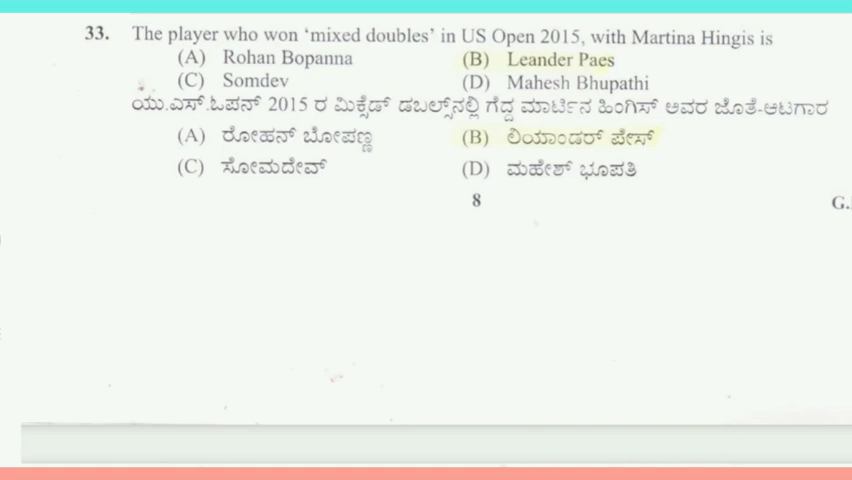 33. The player who won ‘mixed doubles’ in US Open 2015, with Martina Hingis is
(A) Rohan Bopanna (B) Leander Paes
(C) Somdev (D) Mahesh Bhupathi
ಯು.ಎಸ್.ಓಪನ್ 2015 ರ ಮಿಕ್ಸೆಡ್ ಡಬಲ್ಸ್‌ನಲ್ಲಿ ಗೆದ್ದ ಮಾರ್ಟಿನ ಹಿಂಗಿಸ್ ಅವರ ಜೊತೆ-ಆಟಗಾರ
(A) ರೋಹನ್ ಬೋಪಣ್ಣ (B) ಲಿಯಾಂಡರ್ ಪೇಸ್
(C) ಸೋಮದೇವ್ (D) ಮಹೇಶ್ ಭೂಪತಿ
8 G.